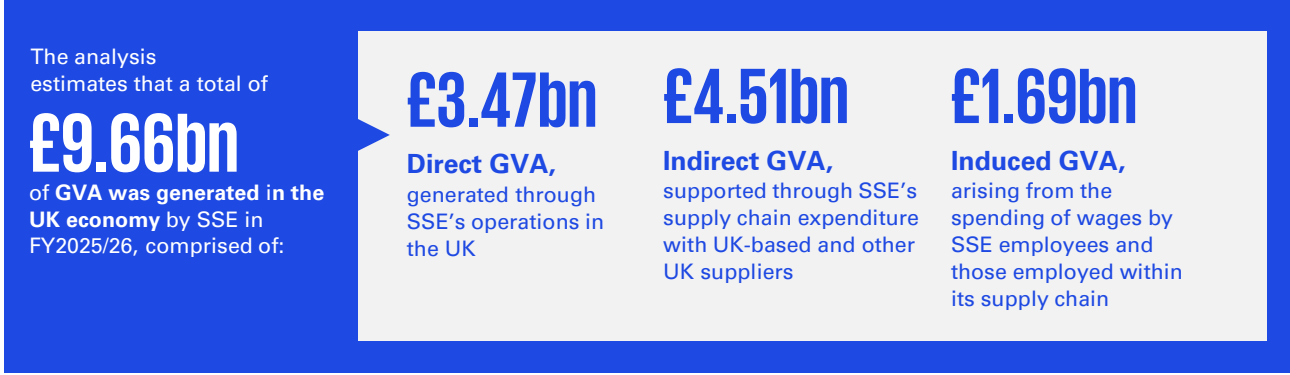 The analysis
estimates that a total of
£9.66bn
of GVA was generated in the
UK economy by SSE in
FY2025/26, comprised of:
£3.47bn
Direct GVA,
generated through
SSE's operations in
the UK
£4.51bn
Indirect GVA,
supported through SSE's
supply chain expenditure
with UK-based and other
UK suppliers
£1.69bn
Induced GVA,
arising from the
spending of wages by
SSE employees and
those employed within
its supply chain